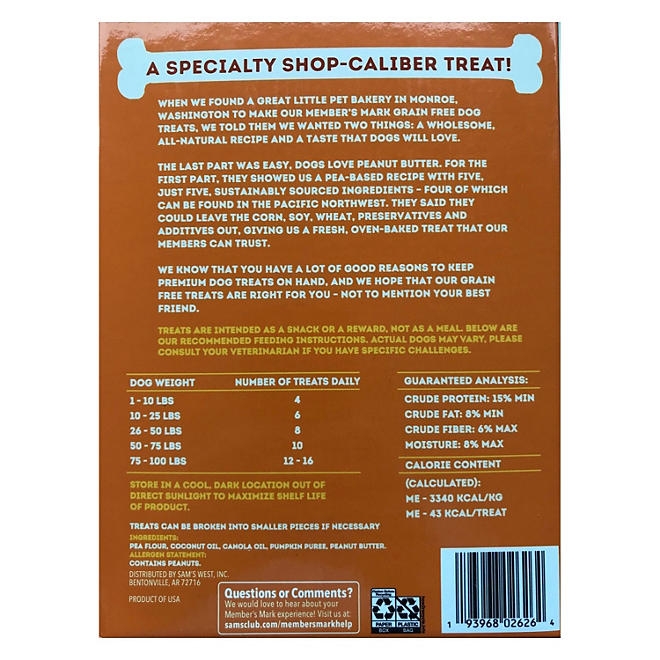 A SPECIALTY SHOP-CALIBER TREAT!
WHEN WE FOUND A GREAT LITTLE PET BAKERY IN MONROE,
WASHINGTON TO MAKE OUR MEMBER'S MARK GRAIN FREE DOG
TREATS, WE TOLD THEM WE WANTED TWO THINGS: A WHOLESOME,
ALL-NATURAL RECIPE AND A TASTE THAT DOGS WILL LOVE.
THE LAST PART WAS EASY, DOGS LOVE PEANUT BUTTER. FOR THE
FIRST PART, THEY SHOWED US A PEA-BASED RECIPE WITH FIVE,
JUST FIVE, SUSTAINABLY SOURCED INGREDIENTS – FOUR OF WHICH
CAN BE FOUND IN THE PACIFIC NORTHWEST. THEY SAID THEY
COULD LEAVE THE CORN, SOY, WHEAT, PRESERVATIVES AND
ADDITIVES OUT, GIVING US A FRESH, OVEN-BAKED TREAT THAT OUR
MEMBERS CAN TRUST.
WE KNOW THAT YOU HAVE A LOT OF GOOD REASONS TO KEEP
PREMIUM DOG TREATS ON HAND, AND WE HOPE THAT OUR GRAIN
FREE TREATS ARE RIGHT FOR YOU – NOT TO MENTION YOUR BEST
FRIEND.
TREATS ARE INTENDED AS A SNACK OR A REWARD, NOT AS A MEAL. BELOW ARE
OUR RECOMMENDED FEEDING INSTRUCTIONS. ACTUAL DOGS MAY VARY, PLEASE
CONSULT YOUR VETERINARIAN IF YOU HAVE SPECIFIC CHALLENGES.
DOG WEIGHT NUMBER OF TREATS DAILY
1 - 10 LBS 4
10 - 25 LBS 6
26 - 50 LBS 8
50 - 75 LBS 10
75 - 100 LBS 12 - 16
GUARANTEED ANALYSIS:
CRUDE PROTEIN: 15% MIN
CRUDE FAT: 8% MIN
CRUDE FIBER: 6% MAX
MOISTURE: 8% MAX
CALORIE CONTENT
(CALCULATED):
ME - 3340 KCAL/KG
ME - 43 KCAL/TREAT
STORE IN A COOL, DARK LOCATION OUT OF
DIRECT SUNLIGHT TO MAXIMIZE SHELF LIFE
OF PRODUCT.
TREATS CAN BE BROKEN INTO SMALLER PIECES IF NECESSARY
INGREDIENTS:
PEA FLOUR, COCONUT OIL, CANOLA OIL, PUMPKIN PUREE, PEANUT BUTTER.
ALLERGEN STATEMENT:
CONTAINS PEANUTS.
DISTRIBUTED BY SAM'S WEST, INC.
BENTONVILLE, AR 72716
PRODUCT OF USA
Questions or Comments?
We would love to hear about your
Member's Mark experience! Visit us at:
samsclub.com/membersmarkhelp
PAPER PLASTIC
BOX BAG
1 93968 02626 4